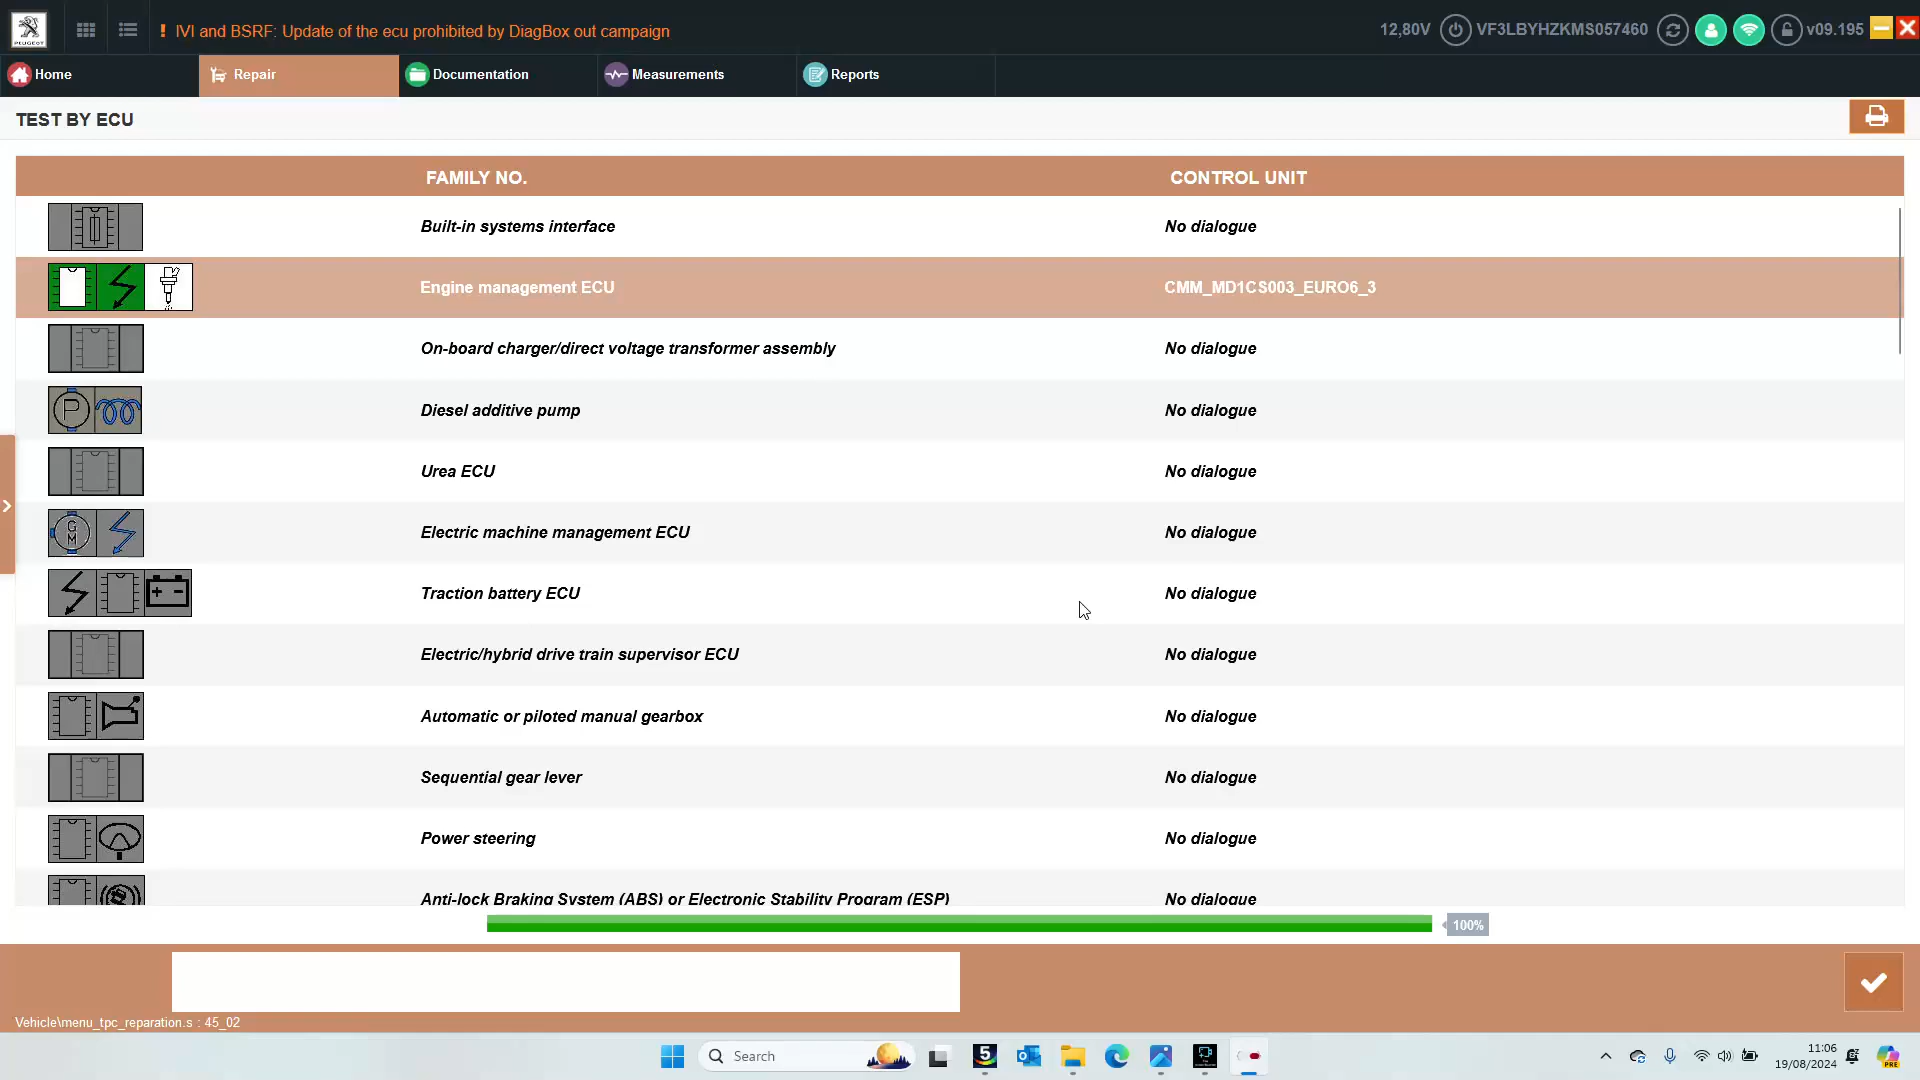 PEUGEOT
! IVI and BSRF: Update of the ecu prohibited by DiagBox out campaign
12,80V VF3LBYHZKMS057460 v09.195
Home Repair Documentation Measurements Reports
TEST BY ECU
FAMILY NO. CONTROL UNIT
Built-in systems interface No dialogue
Engine management ECU CMM_MD1CS003_EURO6_3
On-board charger/direct voltage transformer assembly No dialogue
P Diesel additive pump No dialogue
Urea ECU No dialogue
G M Electric machine management ECU No dialogue
Traction battery ECU No dialogue
Electric/hybrid drive train supervisor ECU No dialogue
Automatic or piloted manual gearbox No dialogue
Sequential gear lever No dialogue
Power steering No dialogue
Anti-lock Braking System (ABS) or Electronic Stability Program (ESP) No dialogue
100%
Vehicle\menu_tpc_reparation.s : 45_02
Search 5 11:06
19/08/2024 PRE